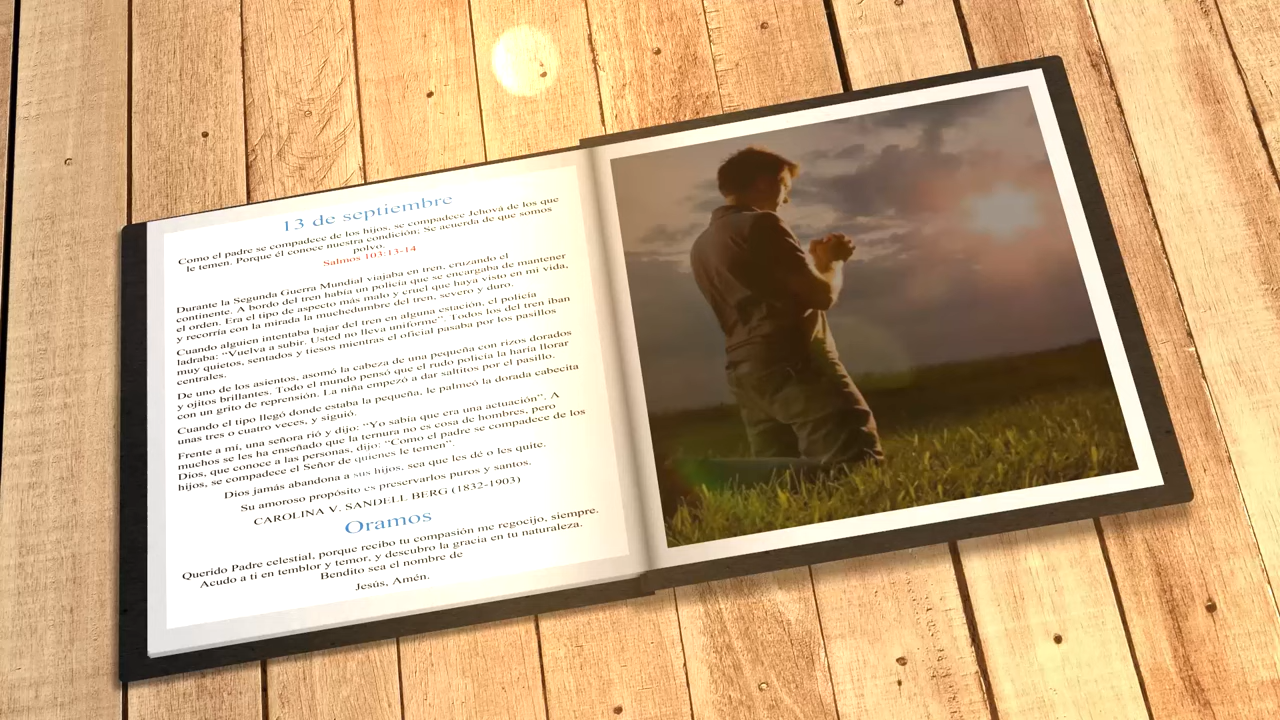 13 de septiembre
Como el padre se compadece de los hijos, se compadece Jehová de los que
le temen. Porque él conoce nuestra condición; Se acuerda de que somos
polvo.
Salmos 103:13-14
Durante la Segunda Guerra Mundial viajaba en tren, cruzando el
continente. A bordo del tren había un policía que se encargaba de mantener
el orden. Era el tipo de aspecto más malo y cruel que haya visto en mi vida,
y recorría con la mirada la muchedumbre del tren, severo y duro.
Cuando alguien intentaba bajar del tren en alguna estación, el policía
ladraba: “Vuelva a subir. Usted no lleva uniforme”. Todos los del tren iban
muy quietos, sentados y tiesos mientras el oficial pasaba por los pasillos
centrales.
De uno de los asientos, asomó la cabeza de una pequeña con rizos dorados
y ojitos brillantes. Todo el mundo pensó que el rudo policía la haría llorar
con un grito de reprensión. La niña empezó a dar saltitos por el pasillo.
Cuando el tipo llegó donde estaba la pequeña, le palmeó la dorada cabecita
unas tres o cuatro veces, y siguió.
Frente a mí, una señora rió y dijo: “Yo sabía que era una actuación”. A
muchos se les ha enseñado que la ternura no es cosa de hombres, pero
Dios, que conoce a las personas, dijo: “Como el padre se compadece de los
hijos, se compadece el Señor de quienes le temen”.
Dios jamás abandona a sus hijos, sea que les dé o les quite.
Su amoroso propósito es preservarlos puros y santos.
CAROLINA V. SANDELL BERG (1832-1903)
Oramos
Querido Padre celestial, porque recibo tu compasión me regocijo, siempre.
Acudo a ti en temblor y temor, y descubro la gracia en tu naturaleza.
Bendito sea el nombre de
Jesús, Amén.